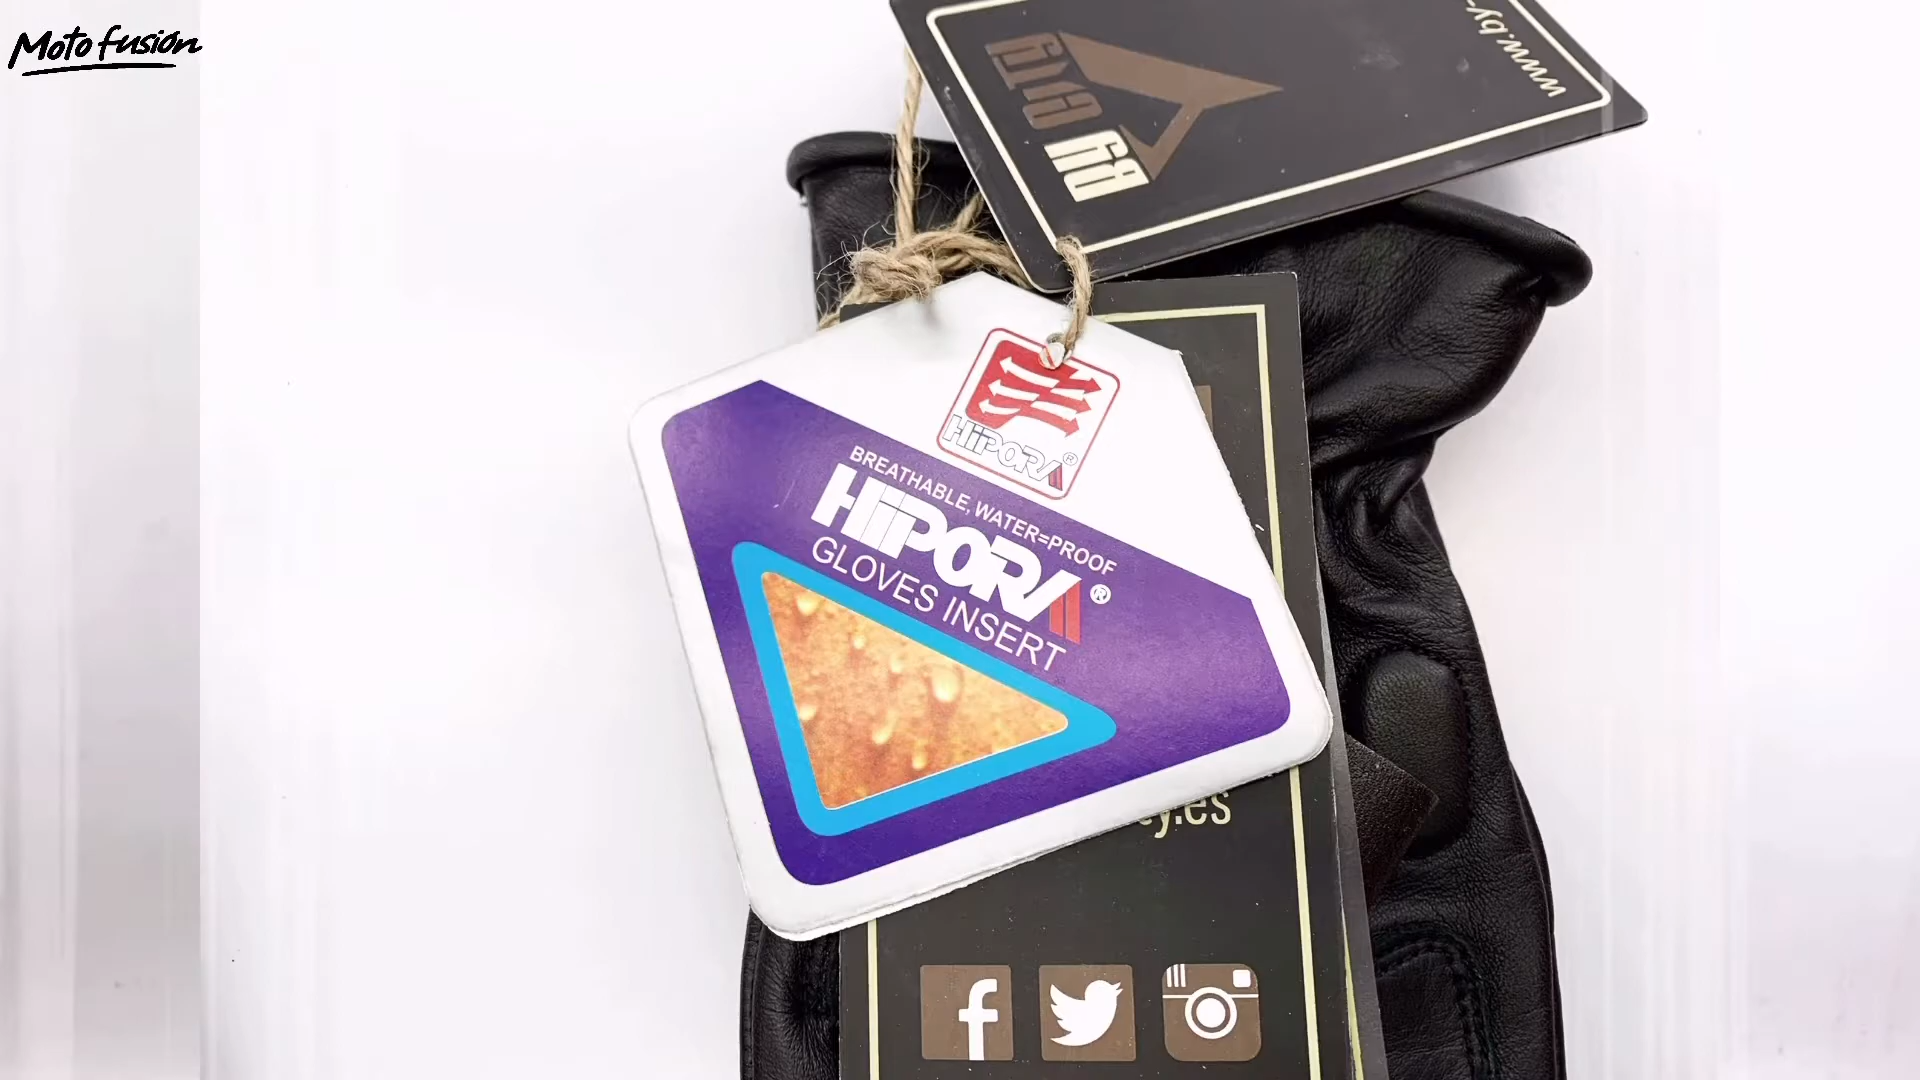 Moto fusion
www.by-
By City
HiPORA®
BREATHABLE, WATER=PROOF
HiPORA®
GLOVES INSERT
y.es